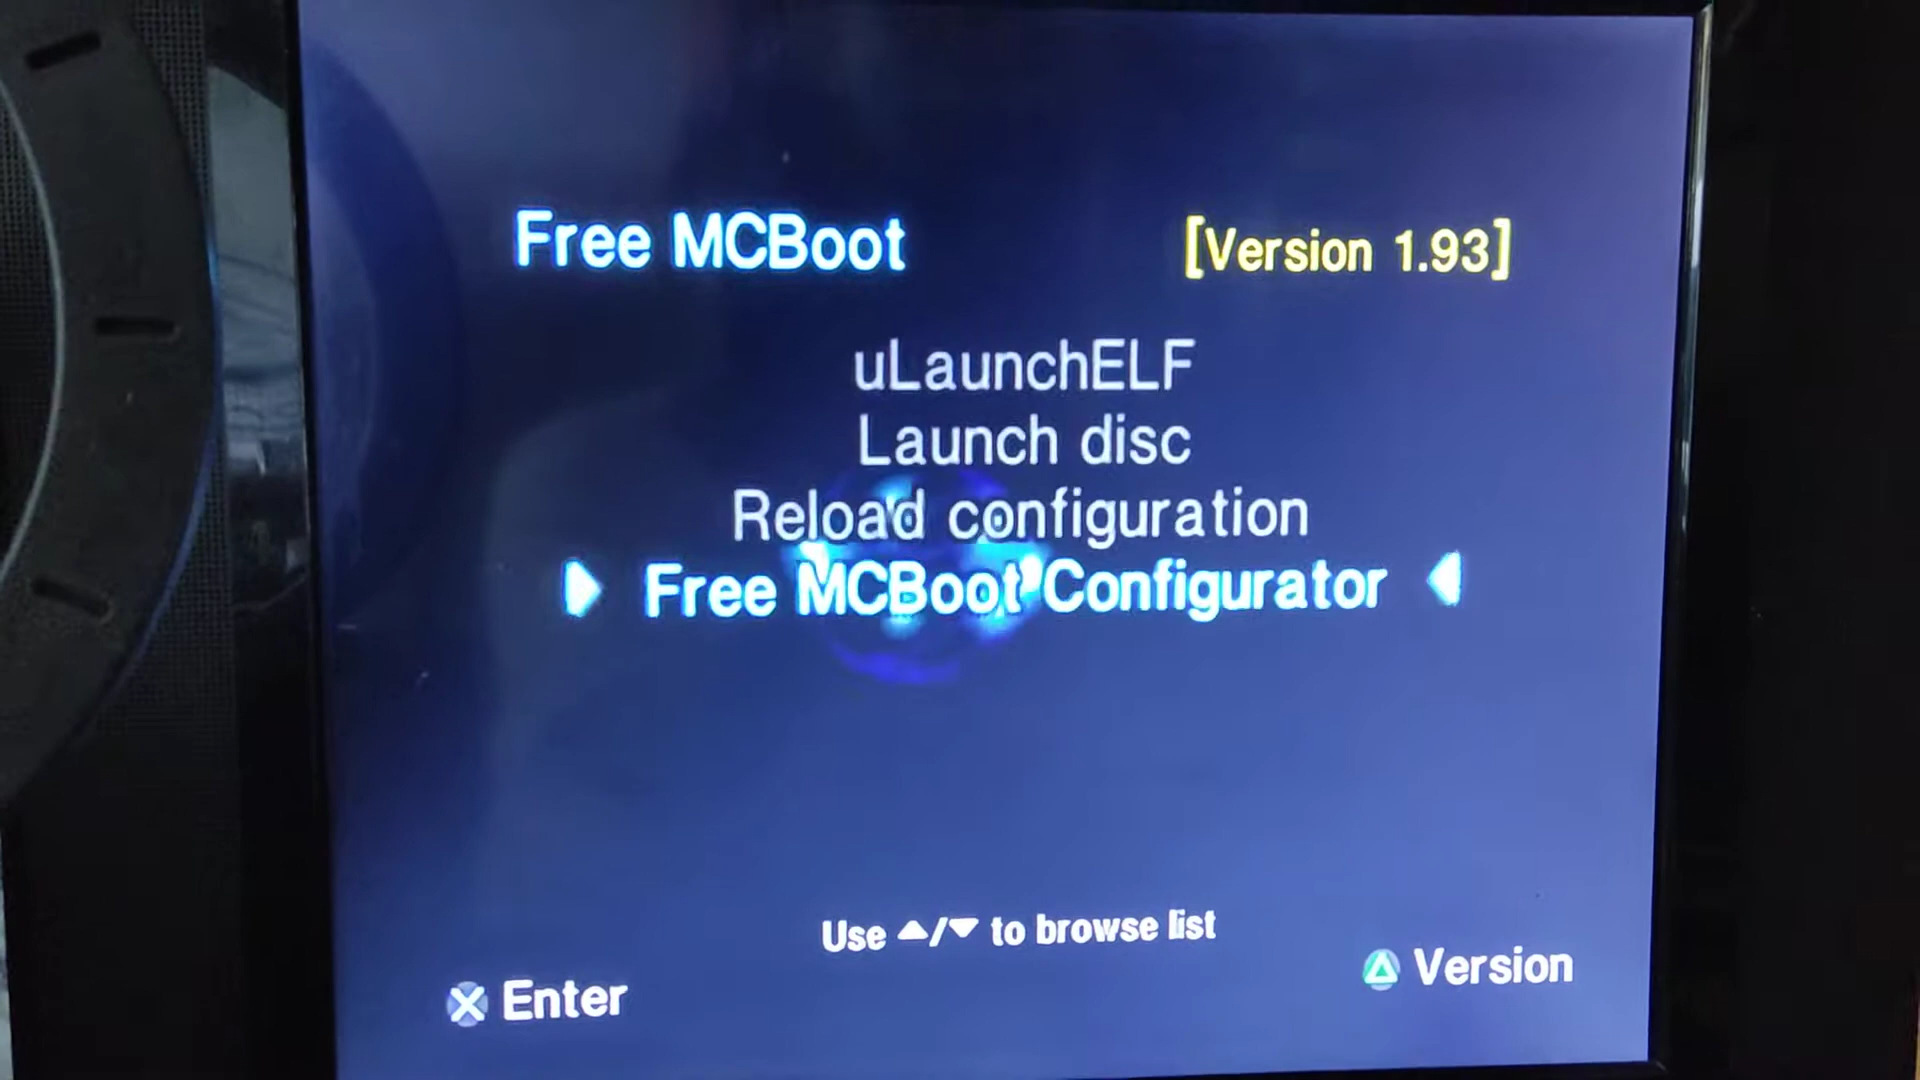 Free MCBoot [Version 1.93]
uLaunchELF
Launch disc
Reload configuration
Free MCBoot Configurator
Use ▲/▼ to browse list
Enter
Version